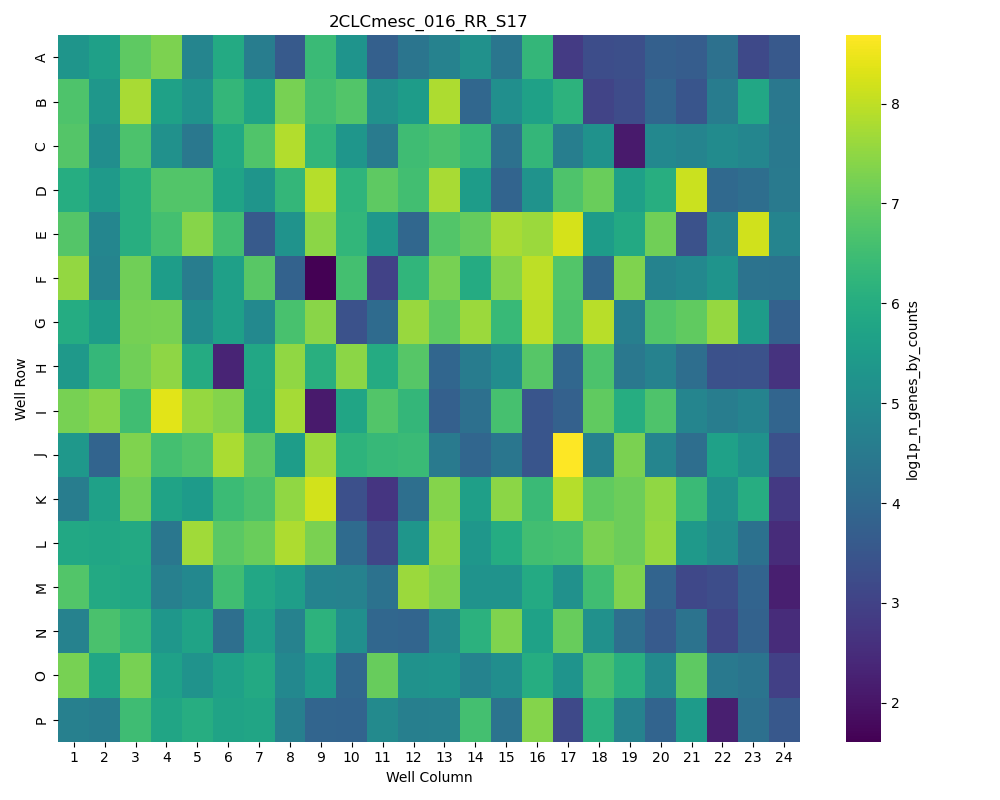 2CLCmesc_016_RR_S17
A
B
C
D
E
F
G
H
I
J
K
L
M
N
O
P
Well Row
1 2 3 4 5 6 7 8 9 10 11 12 13 14 15 16 17 18 19 20 21 22 23 24
Well Column
8
7
6
5
4
3
2
log1p_n_genes_by_counts